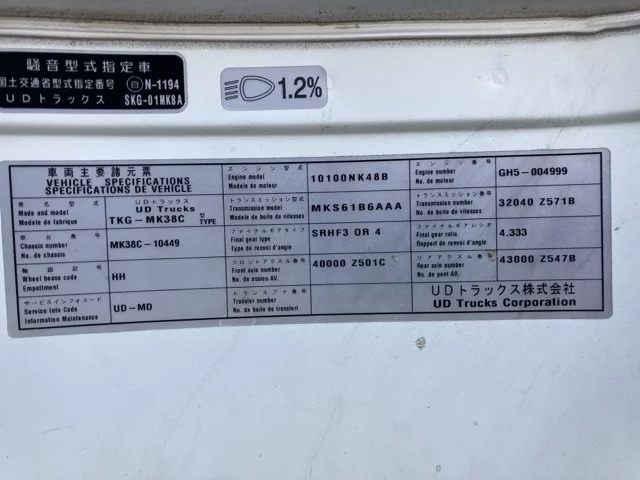 騒音型式指定車
国土交通省型式指定番号 自 N-1194
UDトラックス SKG-01MK8A
1.2%
車両主要諸元票
VEHICLE SPECIFICATIONS
SPECIFICATIONS DE VEHICLE
車名型式
Made and model
Modele de fabrique
UDトラックス
UD Trucks
TKG-MK38C 型 TYPE
車台番号
Chassis number
No. de chassis
MK38C-10449
軸距記号
Wheel bease code
Empattment
HH
サービスインフォコード
Service Info Code
Information Maintenance
UD-MD
エンジン型式
Engine model
Modele de moteur
10100NK48B
トランスミッション型式
Transmission model
Modele de boite de vitesses
MKS61B6AAA
ファイナルギアタイプ
Final gear type
Type de renvoi d'angle
SRHF3 OR 4
フロントアクスル番号
Front axle number
No. de essieu AV.
40000 Z501C
トランスファ番号
Transfer number
No. de boite de transfert
エンジン番号
Engine number
No. de moteur
GH5-004999
トランスミッション番号
Transmission number
No. de boite de vitesses
32040 Z571B
ファイナルギアレシオ
Final gear ratio
Rapport de renvoi d'angle
4.333
リアアクスル番号
Rear axle number
No. de pont AR.
43000 Z547B
UDトラックス株式会社
UD Trucks Corporation